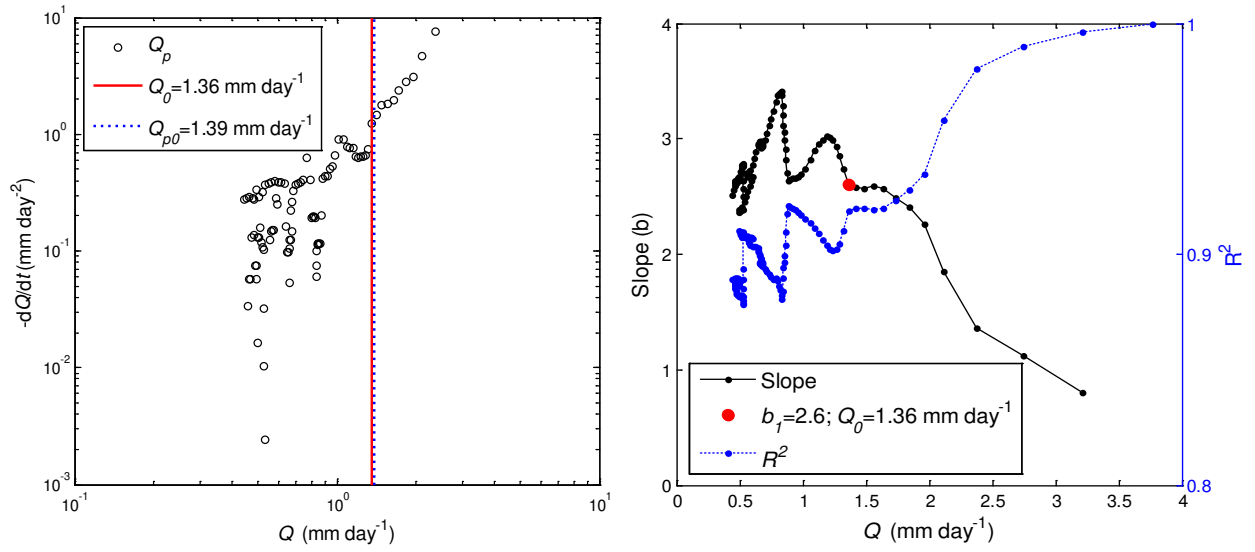 10^1
10^0
10^-1
10^-2
10^-3
-dQ/dt (mm day^-2)
Q_p
Q_0=1.36 mm day^-1
Q_p0=1.39 mm day^-1
10^-1
10^0
10^1
Q (mm day^-1)
4
3
2
1
0
Slope (b)
Slope
b_1=2.6; Q_0=1.36 mm day^-1
R^2
0
0.5
1
1.5
2
2.5
3
3.5
4
Q (mm day^-1)
1
0.9
0.8
R^2